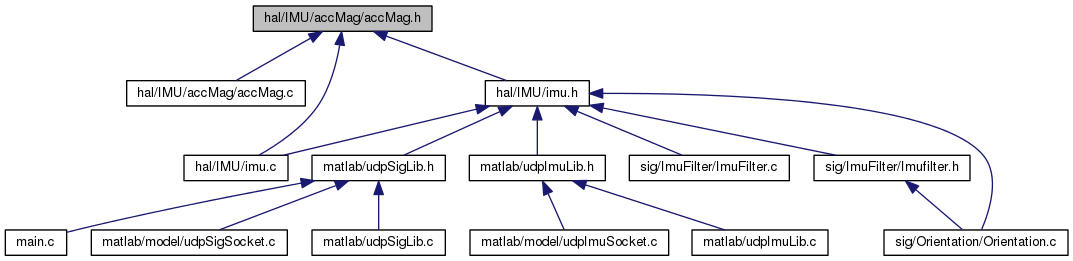 hal/IMU/accMag/accMag.h
hal/IMU/accMag/accMag.c
hal/IMU/imu.h
hal/IMU/imu.c
matlab/udpSigLib.h
matlab/udpImuLib.h
sig/ImuFilter/ImuFilter.c
sig/ImuFilter/Imufilter.h
main.c
matlab/model/udpSigSocket.c
matlab/udpSigLib.c
matlab/model/udpImuSocket.c
matlab/udpImuLib.c
sig/Orientation/Orientation.c